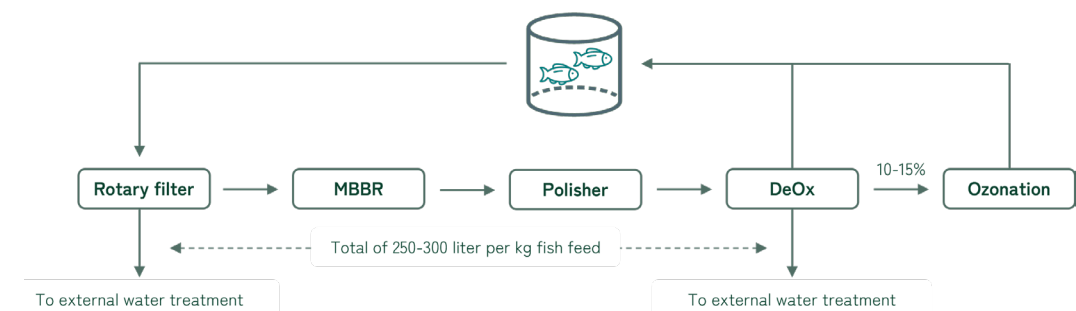 10-15%
Rotary filter
MBBR
Polisher
DeOx
Ozonation
Total of 250-300 liter per kg fish feed
To external water treatment
To external water treatment